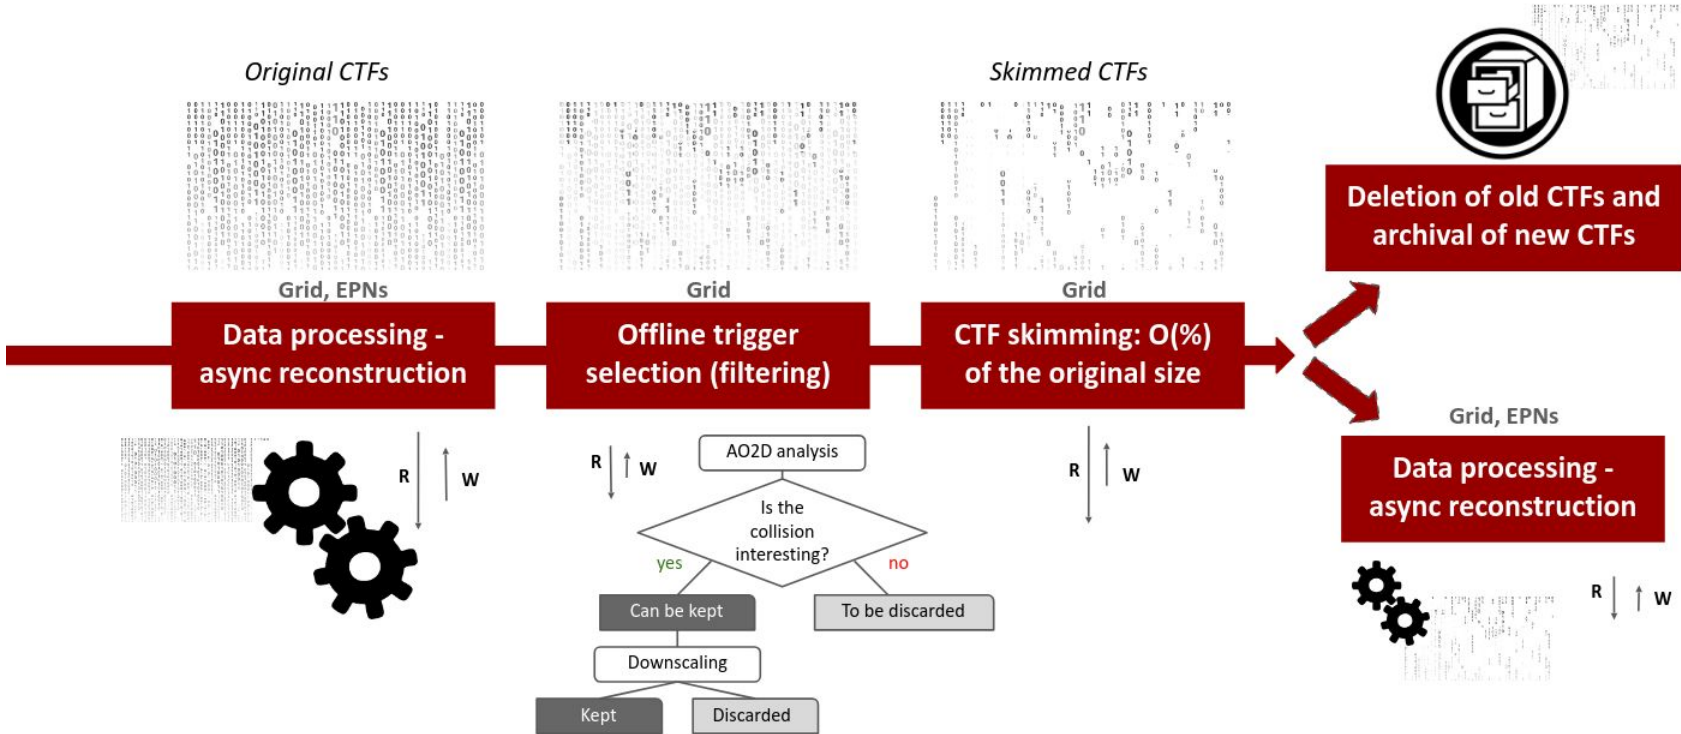 Original CTFs
Skimmed CTFs
Grid, EPNs
Data processing -
async reconstruction
Grid
Offline trigger
selection (filtering)
Grid
CTF skimming: O(%)
of the original size
Deletion of old CTFs and
archival of new CTFs
Grid, EPNs
Data processing -
async reconstruction
R
W
R
W
AO2D analysis
Is the
collision
interesting?
yes
no
Can be kept
To be discarded
Downscaling
Kept
Discarded
R
W
R
W